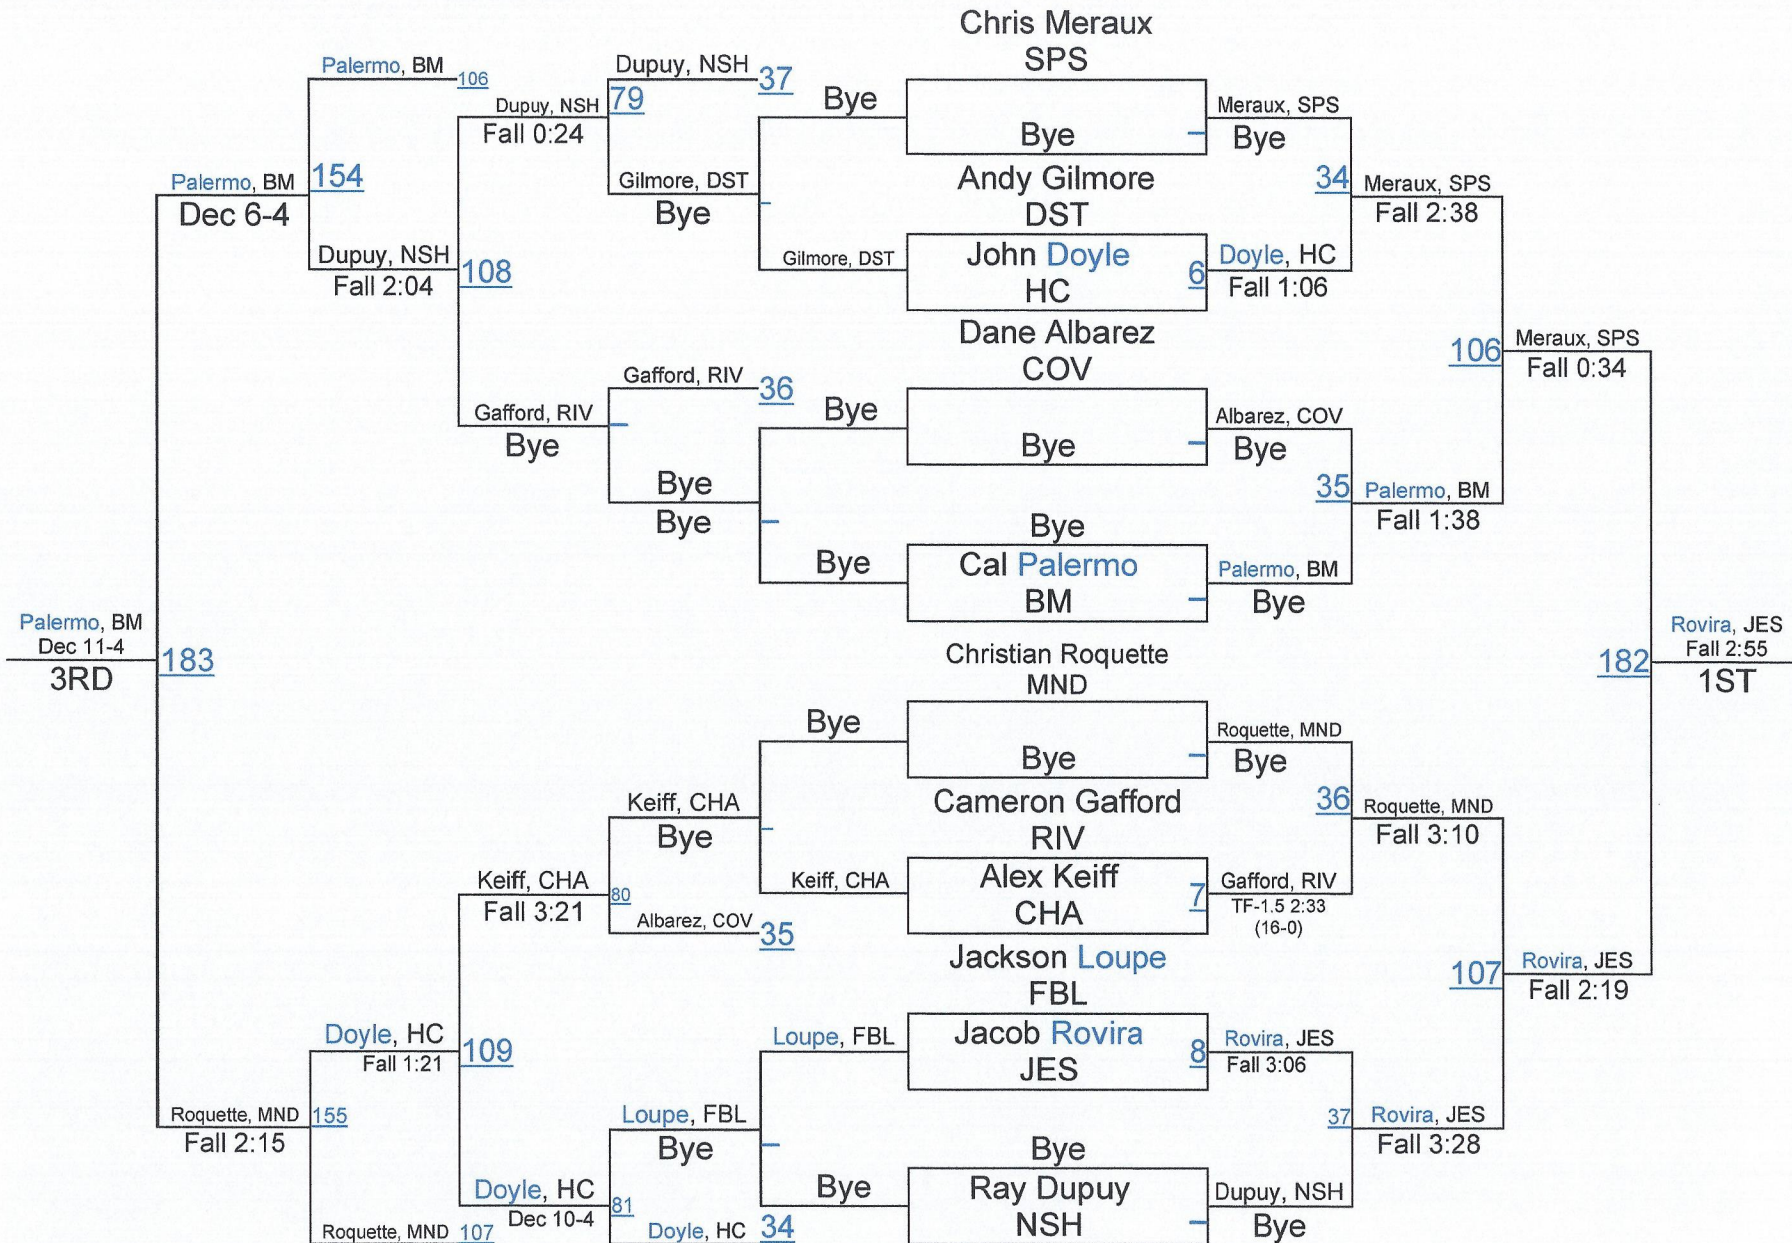 Chris Meraux
SPS
Palermo, BM
106
Dupuy, NSH
37
Dupuy, NSH
79
Fall 0:24
Bye
Bye
Meraux, SPS
Bye
Palermo, BM
154
Dec 6-4
Gilmore, DST
Bye
Andy Gilmore
DST
34
Meraux, SPS
Fall 2:38
Dupuy, NSH
Fall 2:04
108
Gilmore, DST
John Doyle
HC
6
Doyle, HC
Fall 1:06
Dane Albarez
COV
106
Meraux, SPS
Fall 0:34
Gafford, RIV
36
Gafford, RIV
Bye
Bye
Bye
Albarez, COV
Bye
Bye
Bye
35
Palermo, BM
Fall 1:38
Bye
Bye
Cal Palermo
BM
Palermo, BM
Bye
Palermo, BM
Dec 11-4
3RD
183
Christian Roquette
MND
182
Rovira, JES
Fall 2:55
1ST
Bye
Bye
Roquette, MND
Bye
Keiff, CHA
Bye
Cameron Gafford
RIV
36
Roquette, MND
Fall 3:10
Keiff, CHA
Fall 3:21
80
Albarez, COV
35
Keiff, CHA
Alex Keiff
CHA
7
Gafford, RIV
TF-1.5 2:33
(16-0)
Jackson Loupe
FBL
107
Rovira, JES
Fall 2:19
Doyle, HC
Fall 1:21
109
Loupe, FBL
Jacob Rovira
JES
8
Rovira, JES
Fall 3:06
Roquette, MND
Fall 2:15
155
Loupe, FBL
Bye
Bye
37
Rovira, JES
Fall 3:28
Doyle, HC
Dec 10-4
81
Bye
Ray Dupuy
NSH
Dupuy, NSH
Bye
Roquette, MND
107
Doyle, HC
34